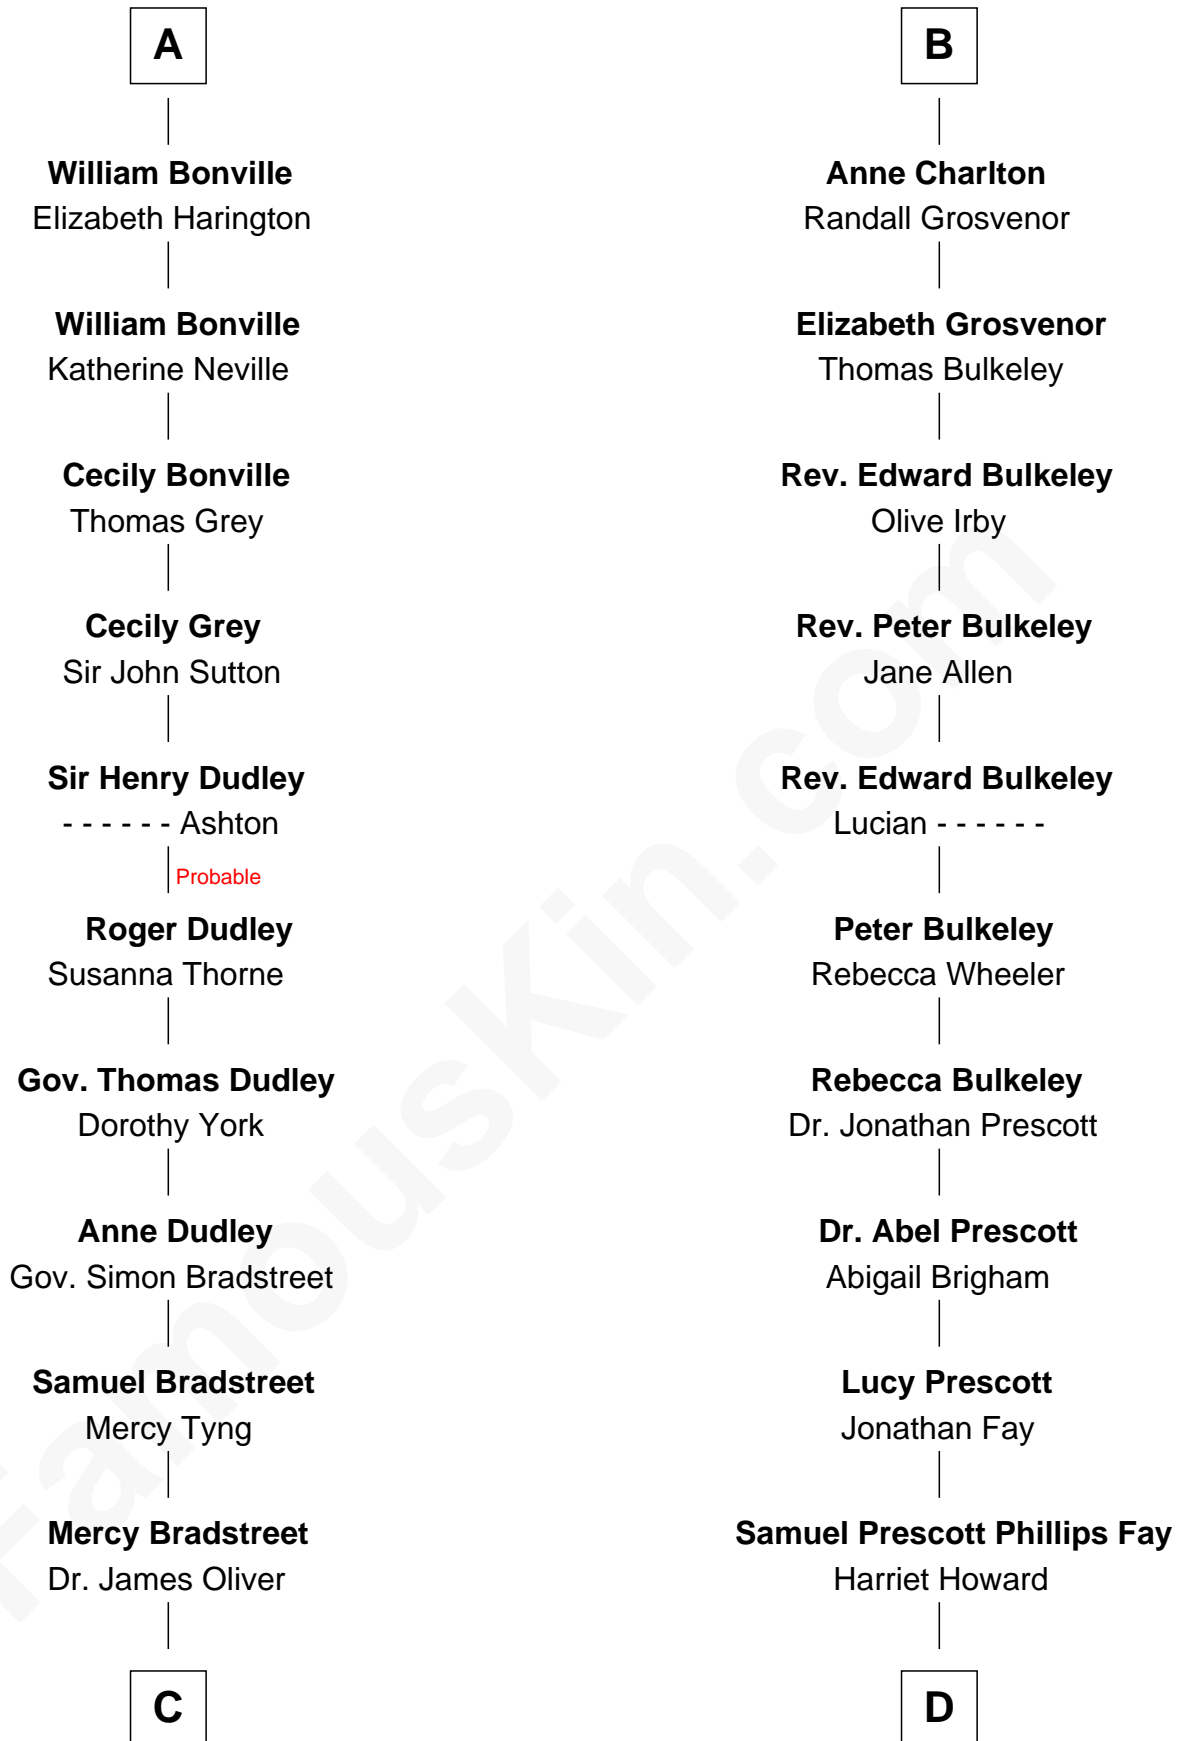 A
William Bonville
Elizabeth Harington
William Bonville
Katherine Neville
Cecily Bonville
Thomas Grey
Cecily Grey
Sir John Sutton
Sir Henry Dudley
- - - - - - Ashton
Probable
Roger Dudley
Susanna Thorne
Gov. Thomas Dudley
Dorothy York
Anne Dudley
Gov. Simon Bradstreet
Samuel Bradstreet
Mercy Tyng
Mercy Bradstreet
Dr. James Oliver
C
B
Anne Charlton
Randall Grosvenor
Elizabeth Grosvenor
Thomas Bulkeley
Rev. Edward Bulkeley
Olive Irby
Rev. Peter Bulkeley
Jane Allen
Rev. Edward Bulkeley
Lucian - - - - - -
Peter Bulkeley
Rebecca Wheeler
Rebecca Bulkeley
Dr. Jonathan Prescott
Dr. Abel Prescott
Abigail Brigham
Lucy Prescott
Jonathan Fay
Samuel Prescott Phillips Fay
Harriet Howard
D
FamousKin.com